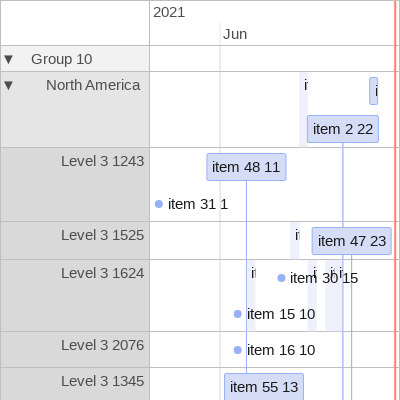 2021
Jun
▼ Group 10
▼ North America
item 2 22
Level 3 1243
item 48 11
item 31 1
Level 3 1525
item 47 23
Level 3 1624
item 30 15
item 15 10
Level 3 2076
item 16 10
Level 3 1345
item 55 13